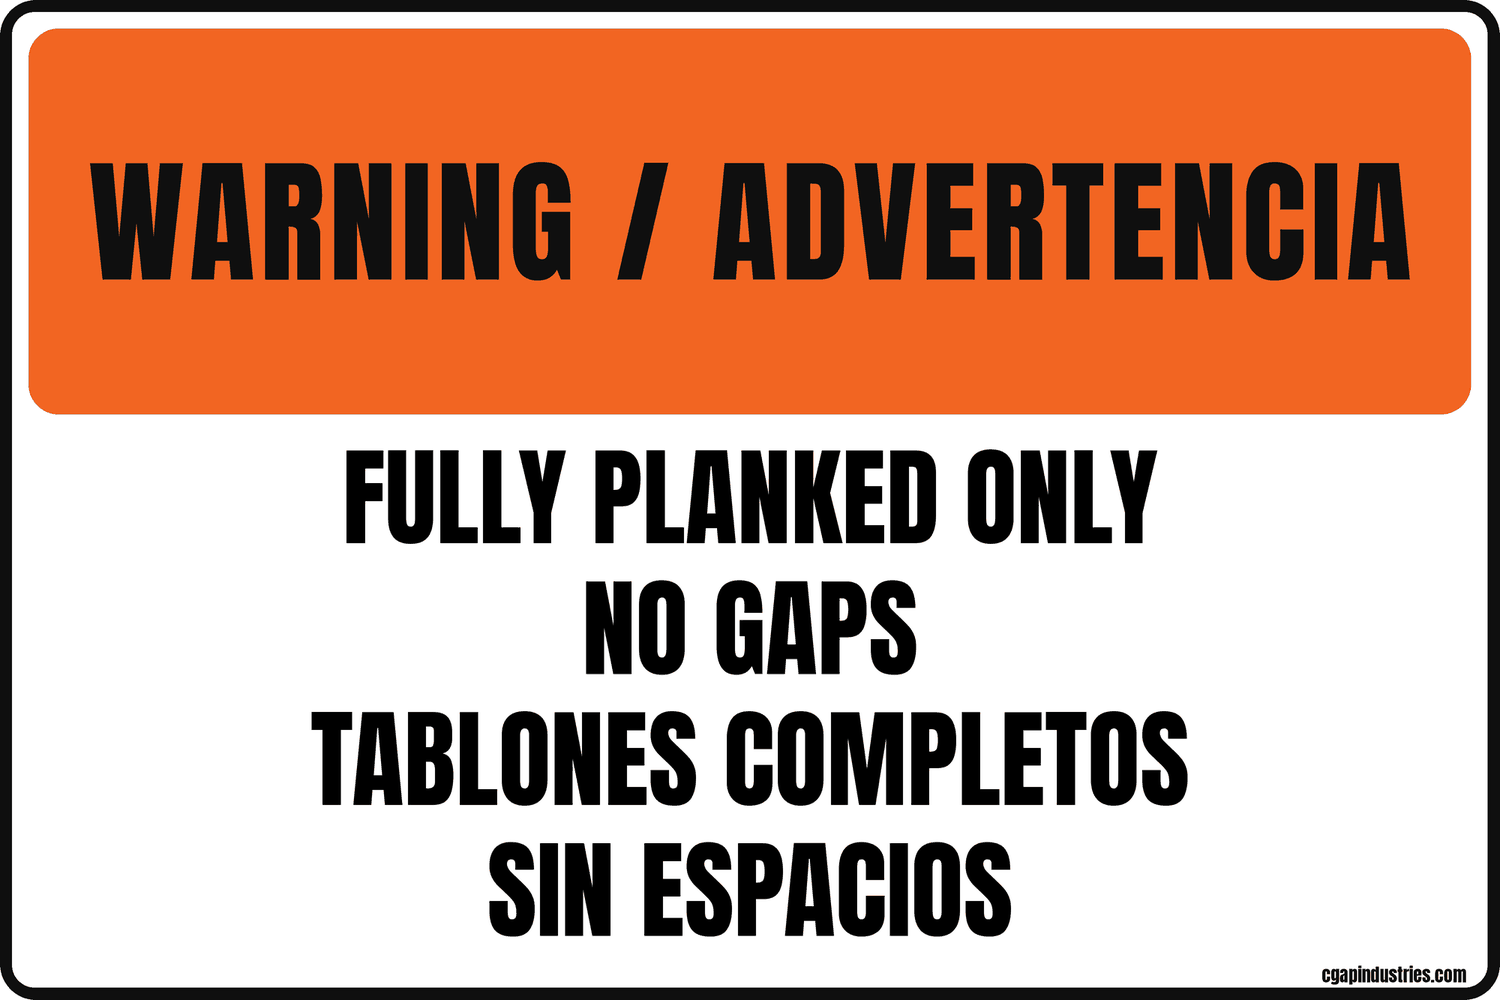 WARNING / ADVERTENCIA
FULLY PLANKED ONLY
NO GAPS
TABLONES COMPLETOS
SIN ESPACIOS
cgapindustries.com